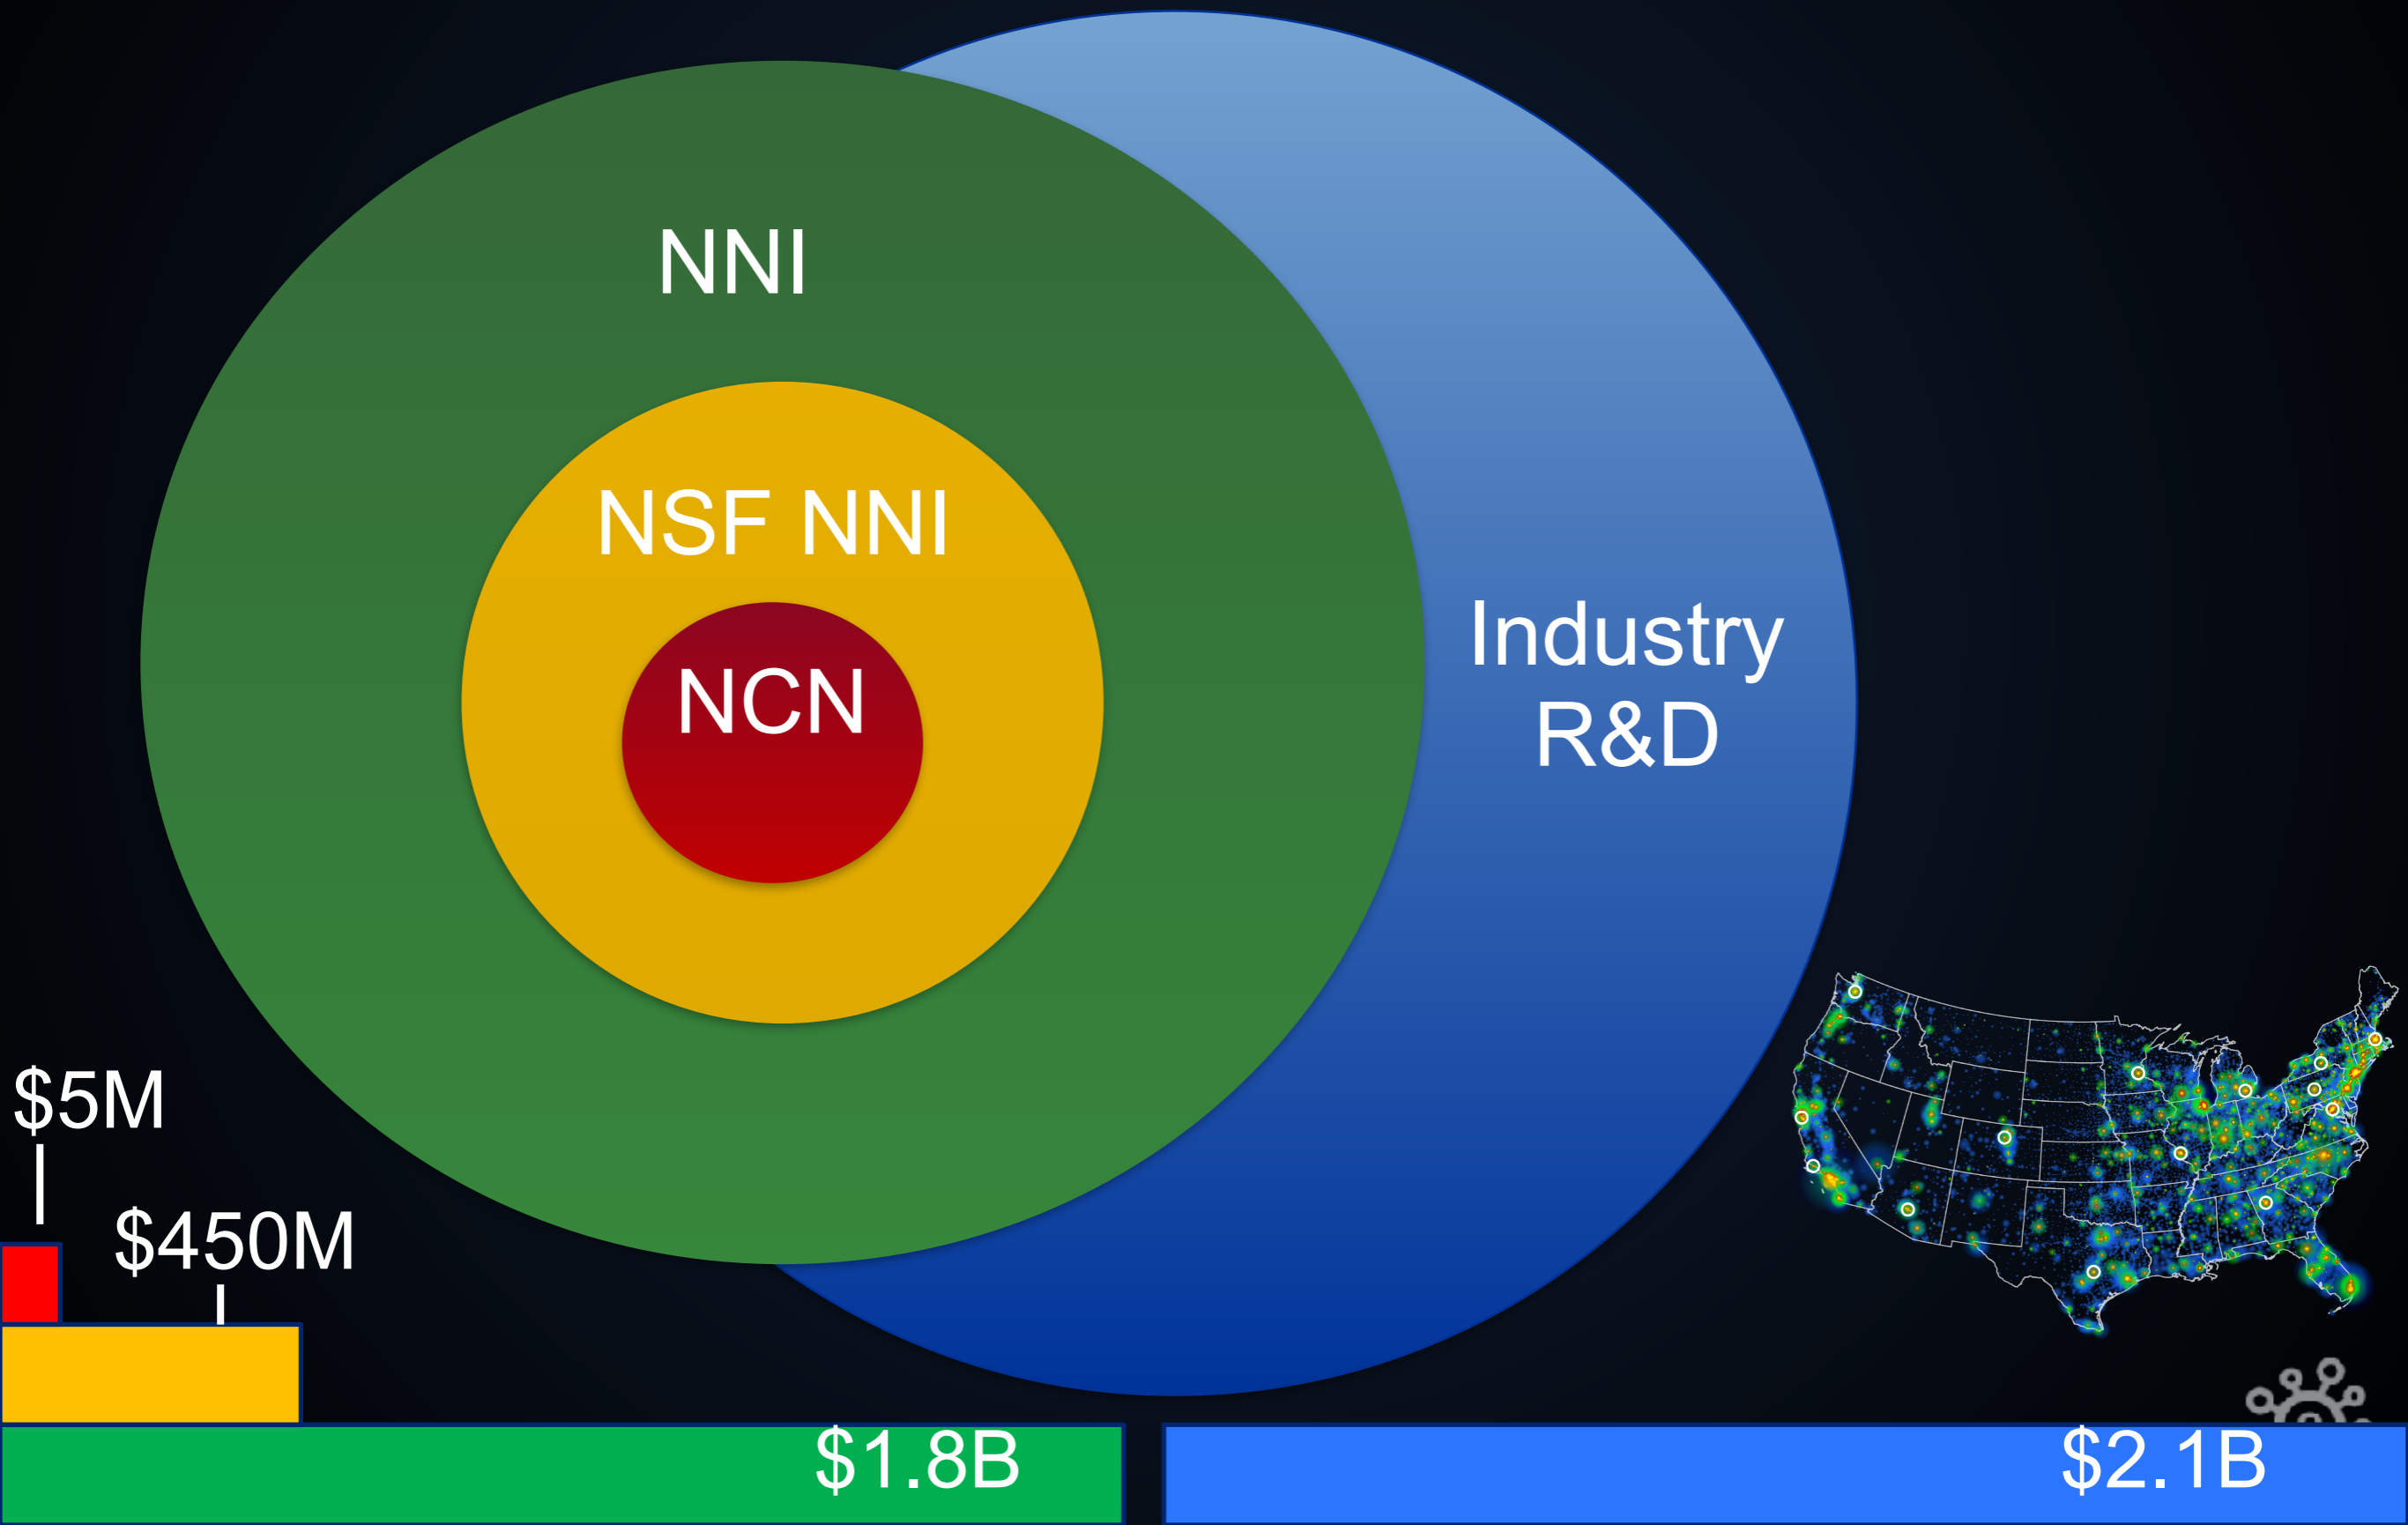 NNI
NSF NNI
NCN
Industry
R&D
$5M
$450M
$1.8B
$2.1B